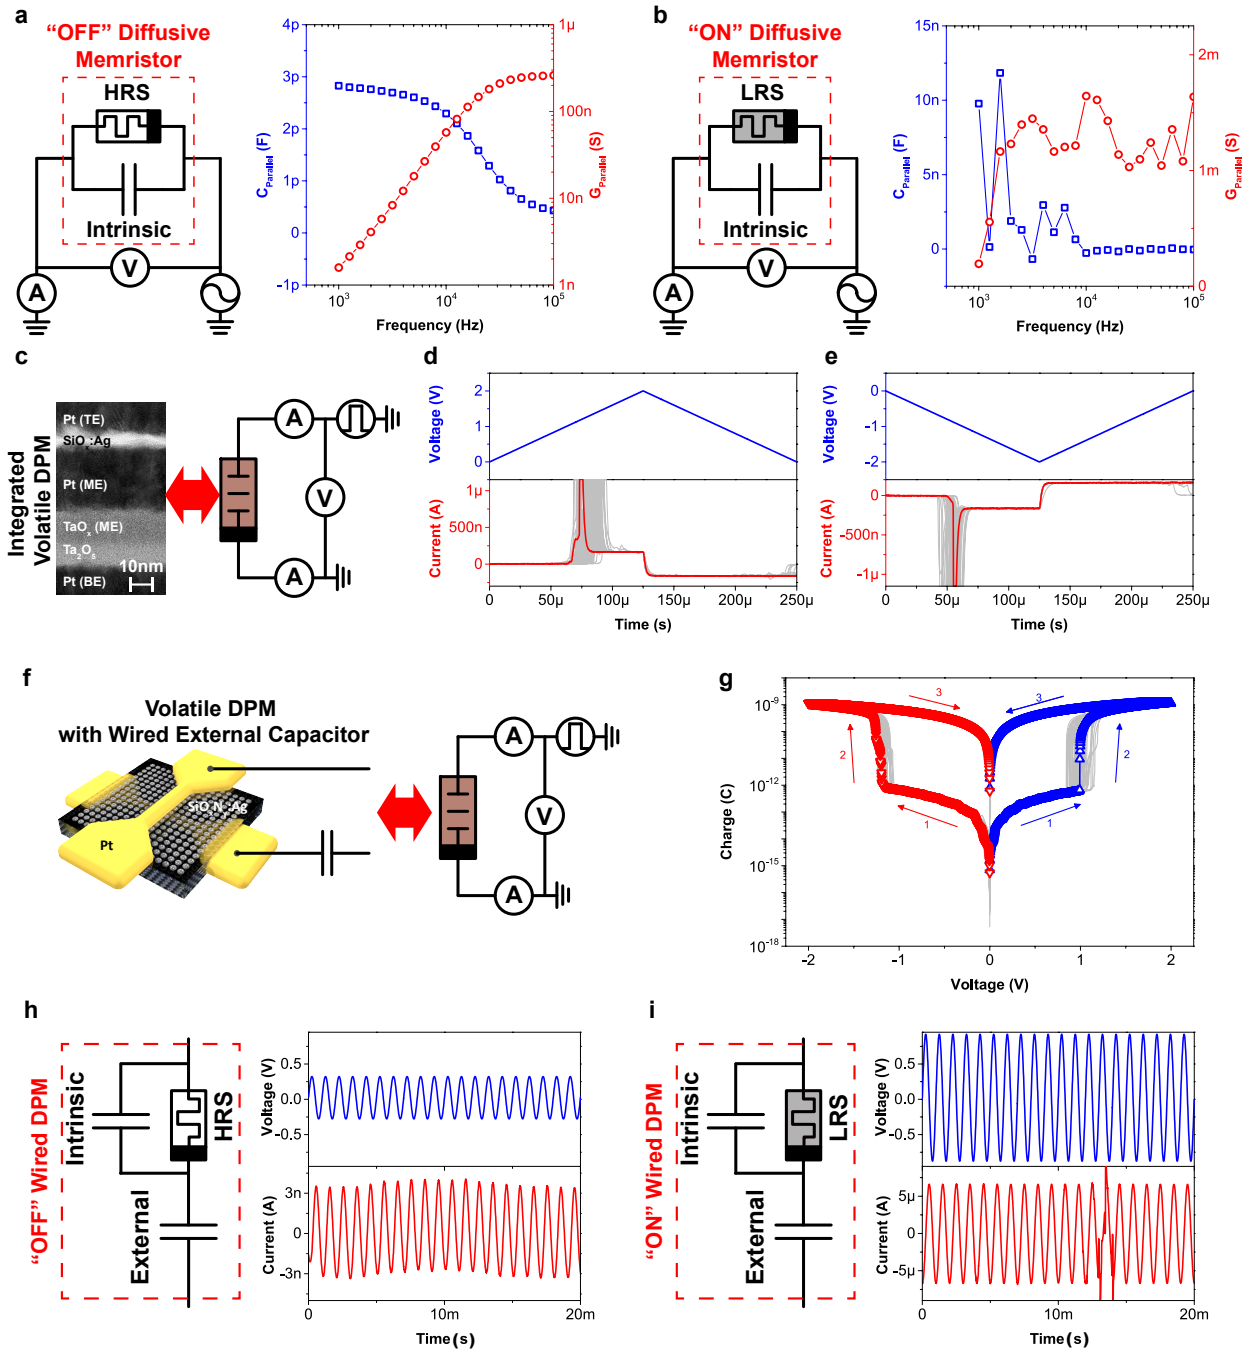 a
"OFF" Diffusive
Memristor
HRS
Intrinsic
V
A
4p
3p
2p
1p
0
-1p
C_Parallel (F)
1µ
100n
10n
1n
G_Parallel (S)
10³
10⁴
10⁵
Frequency (Hz)
b
"ON" Diffusive
Memristor
LRS
Intrinsic
V
A
15n
10n
5n
0
C_Parallel (F)
2m
1m
0
G_Parallel (S)
10³
10⁴
10⁵
Frequency (Hz)
c
Integrated
Volatile DPM
Pt (TE)
SiOₓ:Ag
Pt (ME)
TaOₓ (ME)
Ta₂O₅
Pt (BE)
10nm
A
V
A
d
Voltage (V)
2
0
Current (A)
1µ
500n
0
0
50µ
100µ
150µ
200µ
250µ
Time (s)
e
Voltage (V)
0
-1
-2
Current (A)
0
-500n
-1µ
0
50µ
100µ
150µ
200µ
250µ
Time (s)
f
Volatile DPM
with Wired External Capacitor
Pt
A
V
A
g
Charge (C)
10⁻⁹
10⁻¹²
10⁻¹⁵
10⁻¹⁸
3
3
2
2
1
1
-2
-1
0
1
2
Voltage (V)
h
"OFF" Wired DPM
Intrinsic
HRS
External
Voltage (V)
0.5
0.0
-0.5
Current (A)
3n
0
-3n
0
10m
20m
Time (s)
i
"ON" Wired DPM
Intrinsic
LRS
External
Voltage (V)
0.5
0.0
-0.5
Current (A)
5µ
0
-5µ
0
10m
20m
Time (s)